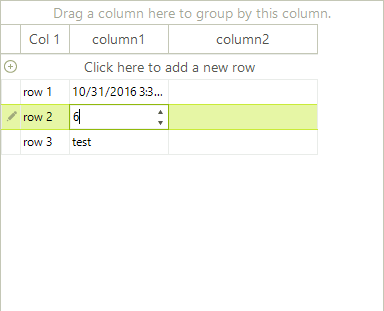 Drag a column here to group by this column.
Col 1 column1 column2
Click here to add a new row
row 1 10/31/2016 3:3...
row 2 6
row 3 test